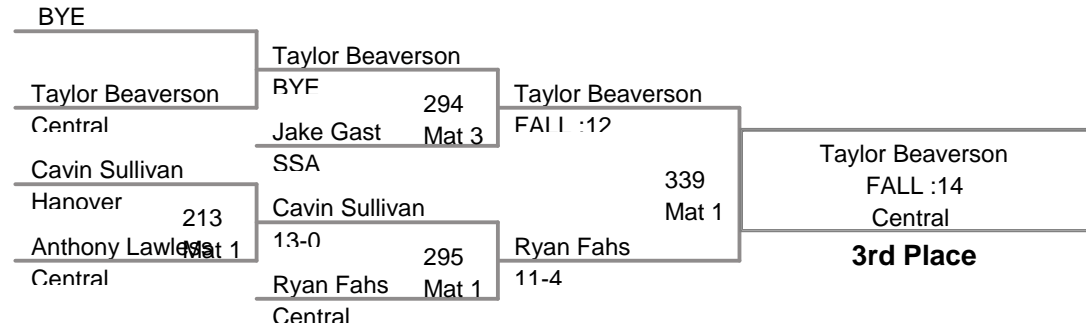 BYE
Taylor Beaverson
Central
Cavin Sullivan
Hanover
213
Mat 1
Anthony Lawless
Central
Taylor Beaverson
BYE
294
Mat 3
Jake Gast
SSA
Cavin Sullivan
13-0
295
Mat 1
Ryan Fahs
Central
Taylor Beaverson
FALL :12
339
Mat 1
Ryan Fahs
11-4
Taylor Beaverson
FALL :14
Central
3rd Place